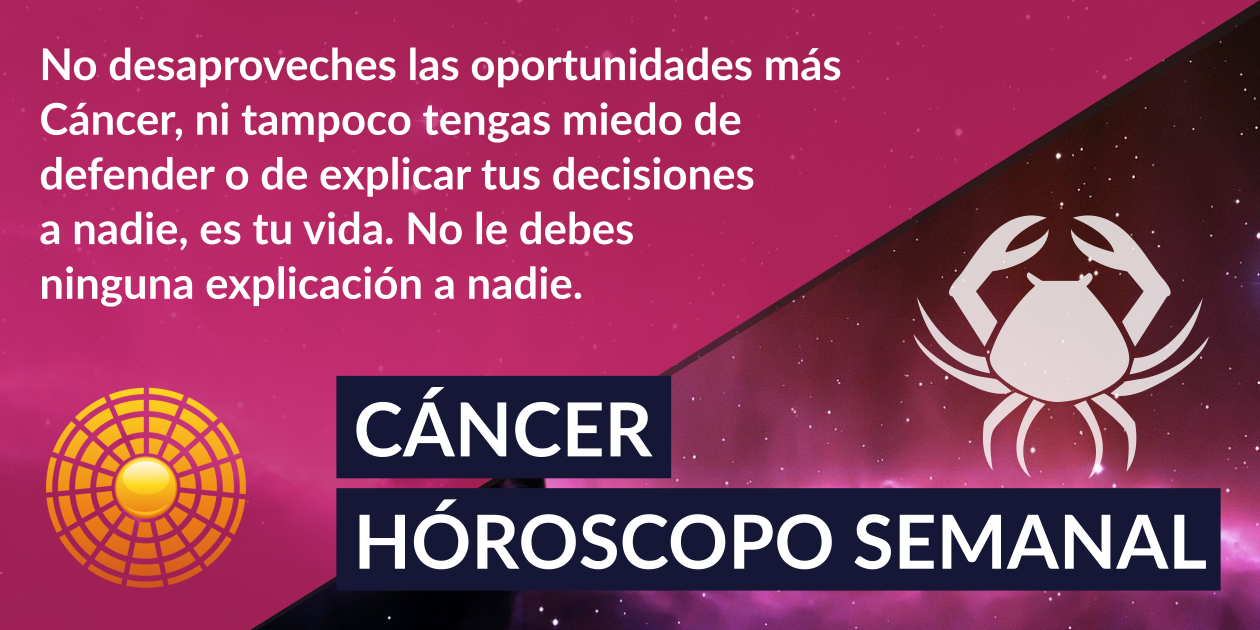 No desaproveches las oportunidades más
Cáncer, ni tampoco tengas miedo de
defender o de explicar tus decisiones
a nadie, es tu vida. No le debes
ninguna explicación a nadie.
CÁNCER
HÓROSCOPO SEMANAL